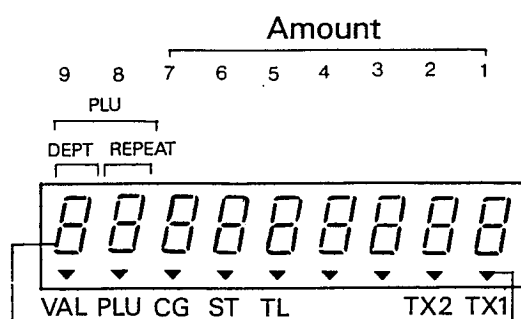 Amount
9 8 7 6 5 4 3 2 1
PLU
DEPT REPEAT
888888888
VAL PLU CG ST TL TX2 TX1